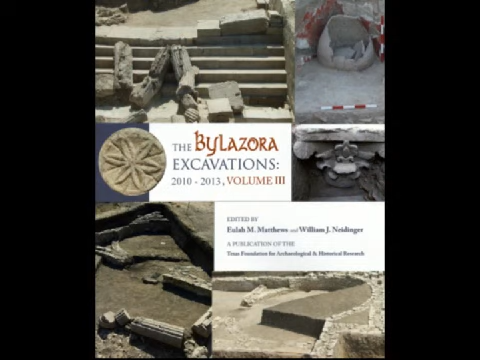 THE BYLAZORA
EXCAVATIONS:
2010 - 2013, VOLUME III
EDITED BY
Eulah M. Matthews and William J. Neidinger
A PUBLICATION OF THE
Texas Foundation for Archaeological & Historical Research